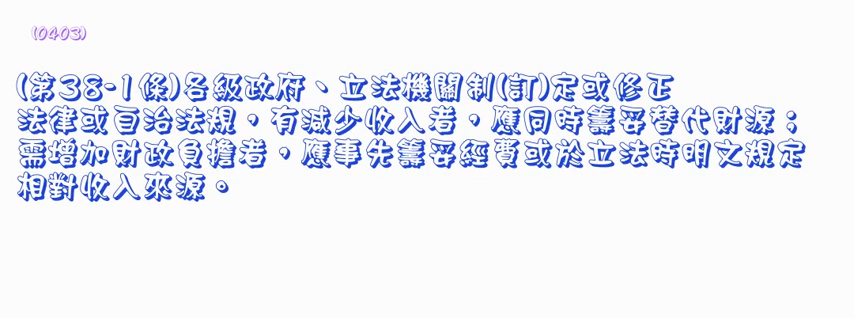 (0403)
(第38-1條)各級政府、立法機關制(訂)定或修正
法律或自治法規，有減少收入者，應同時籌妥替代財源；
需增加財政負擔者，應事先籌妥經費或於立法時明文規定
相對收入來源。